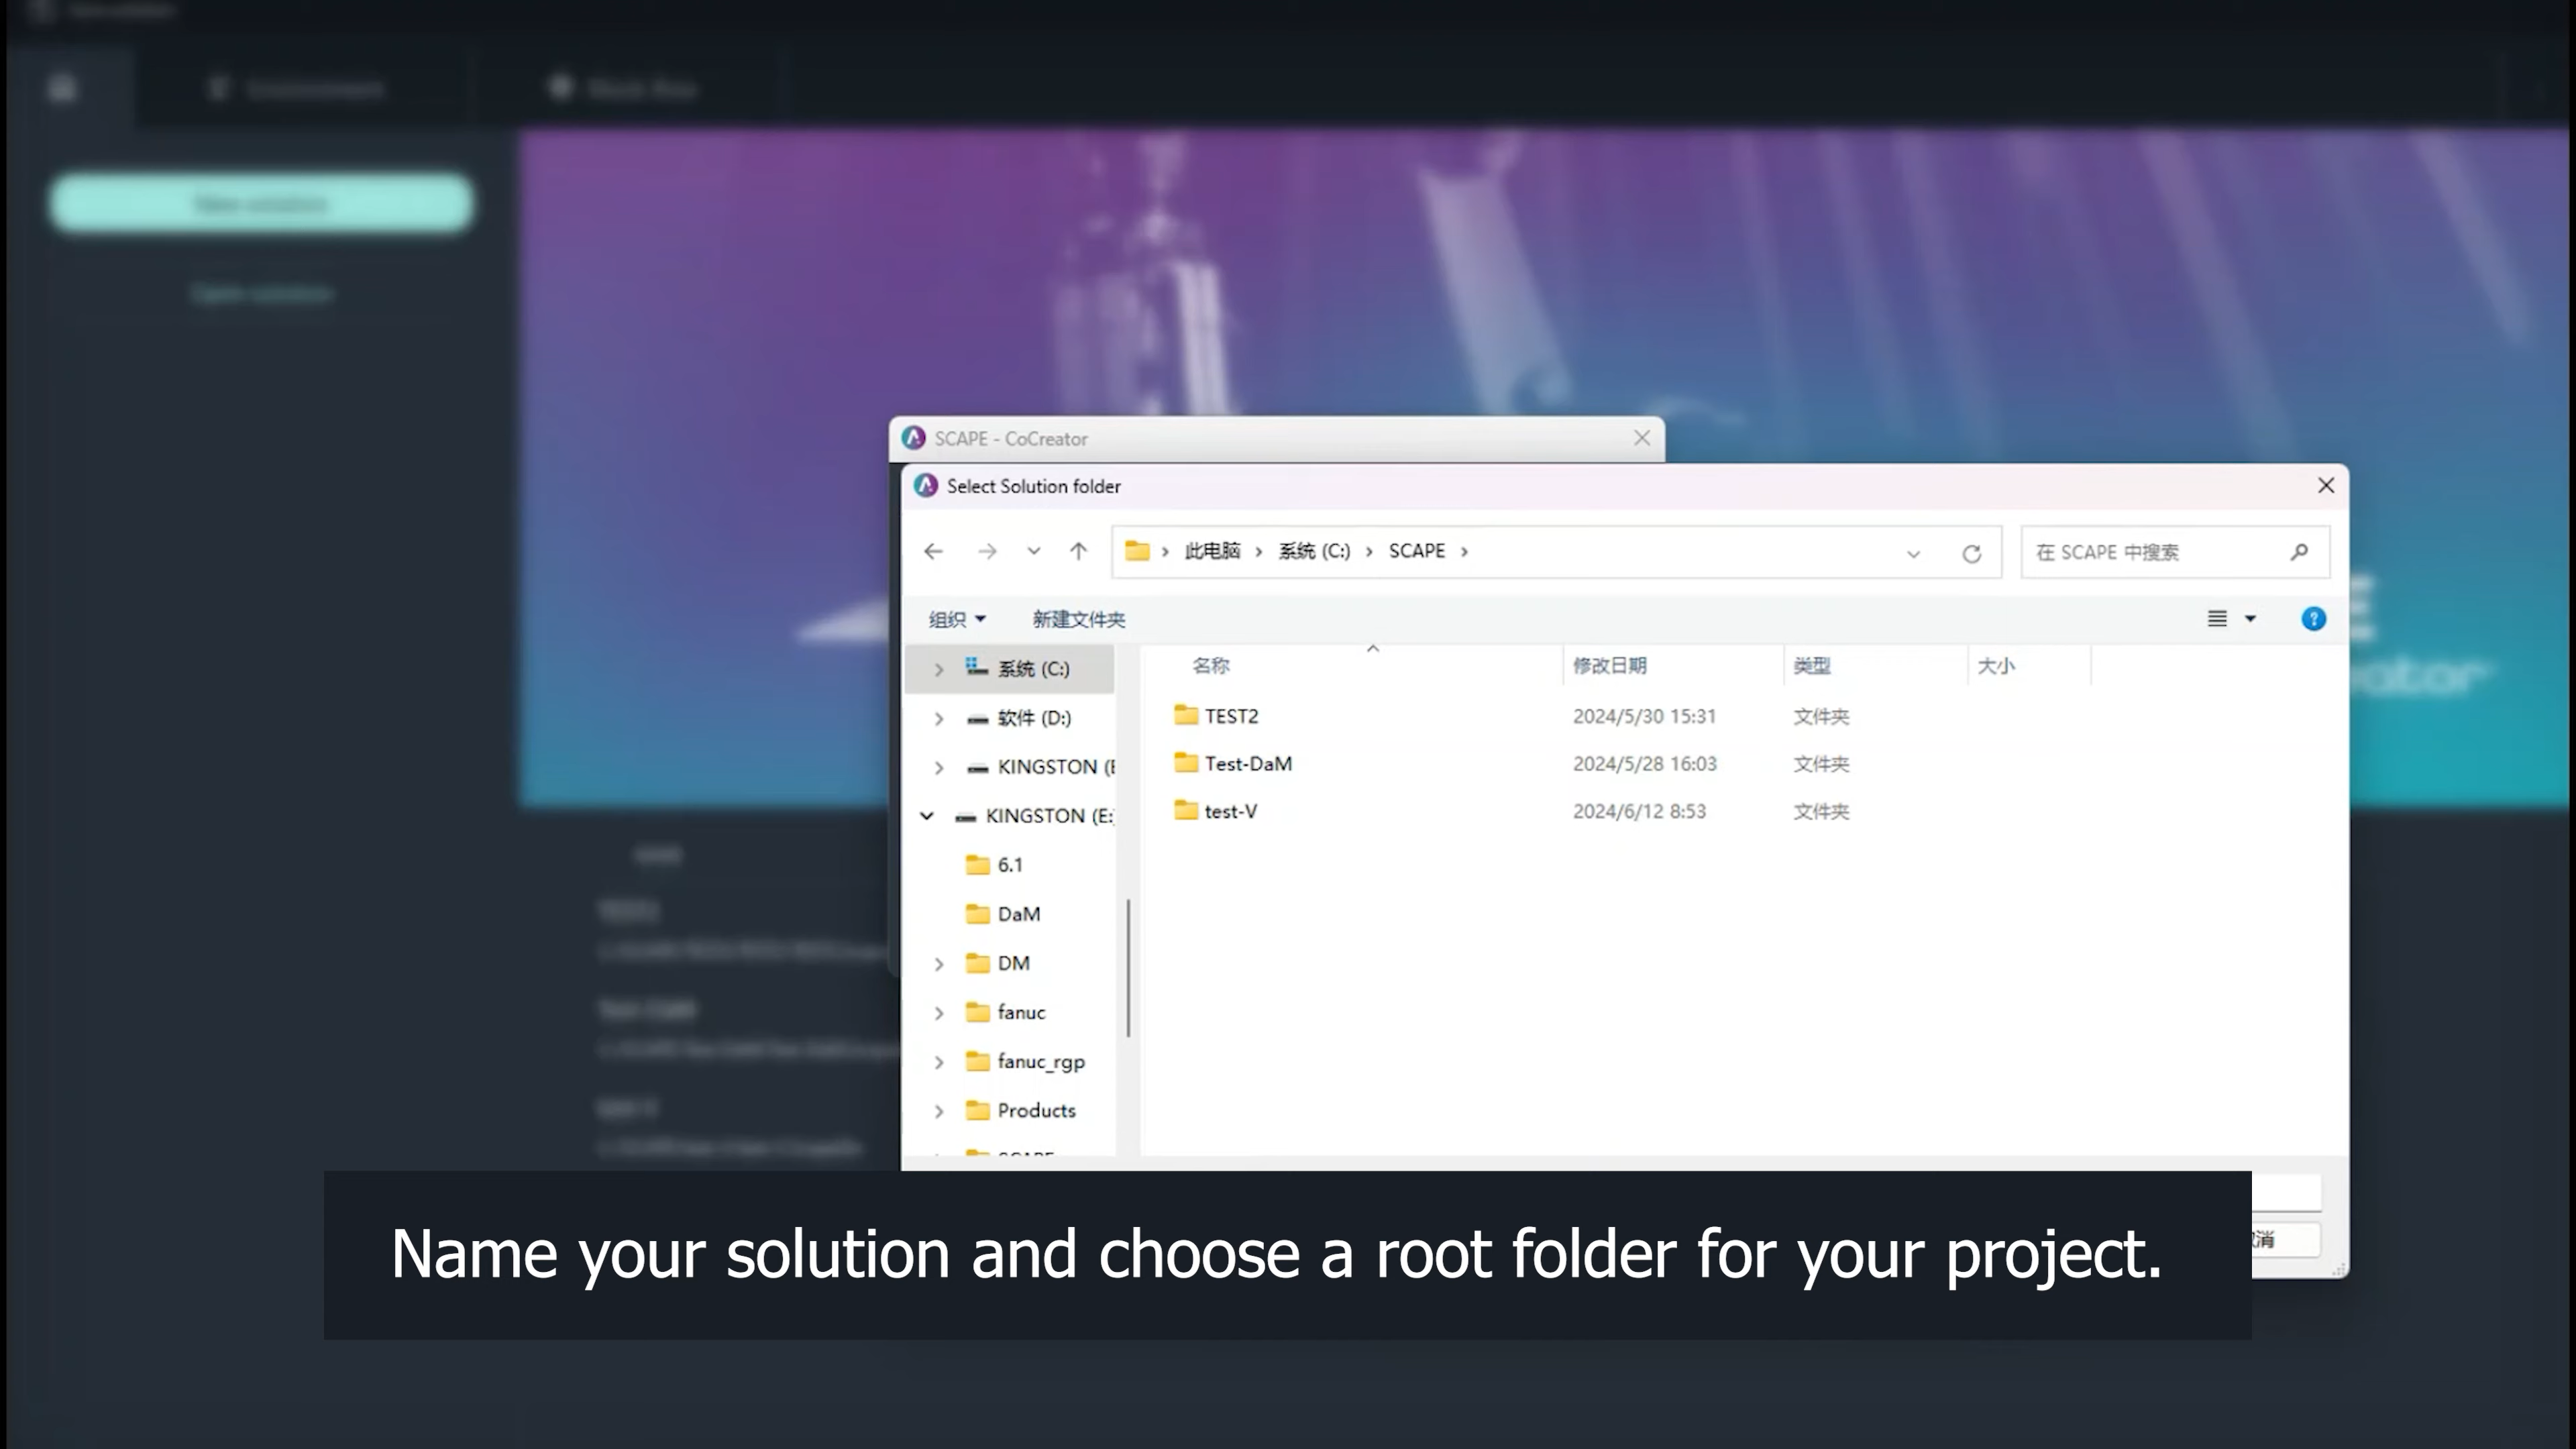 SCAPE - CoCreator
Select Solution folder
此电脑 › 系统 (C:) › SCAPE ›
在 SCAPE 中搜索
组织
新建文件夹
名称 修改日期 类型 大小
系统 (C:)
软件 (D:)
KINGSTON (E
KINGSTON (E:
6.1
DaM
DM
fanuc
fanuc_rgp
Products
TEST2 2024/5/30 15:31 文件夹
Test-DaM 2024/5/28 16:03 文件夹
test-V 2024/6/12 8:53 文件夹
Name your solution and choose a root folder for your project.